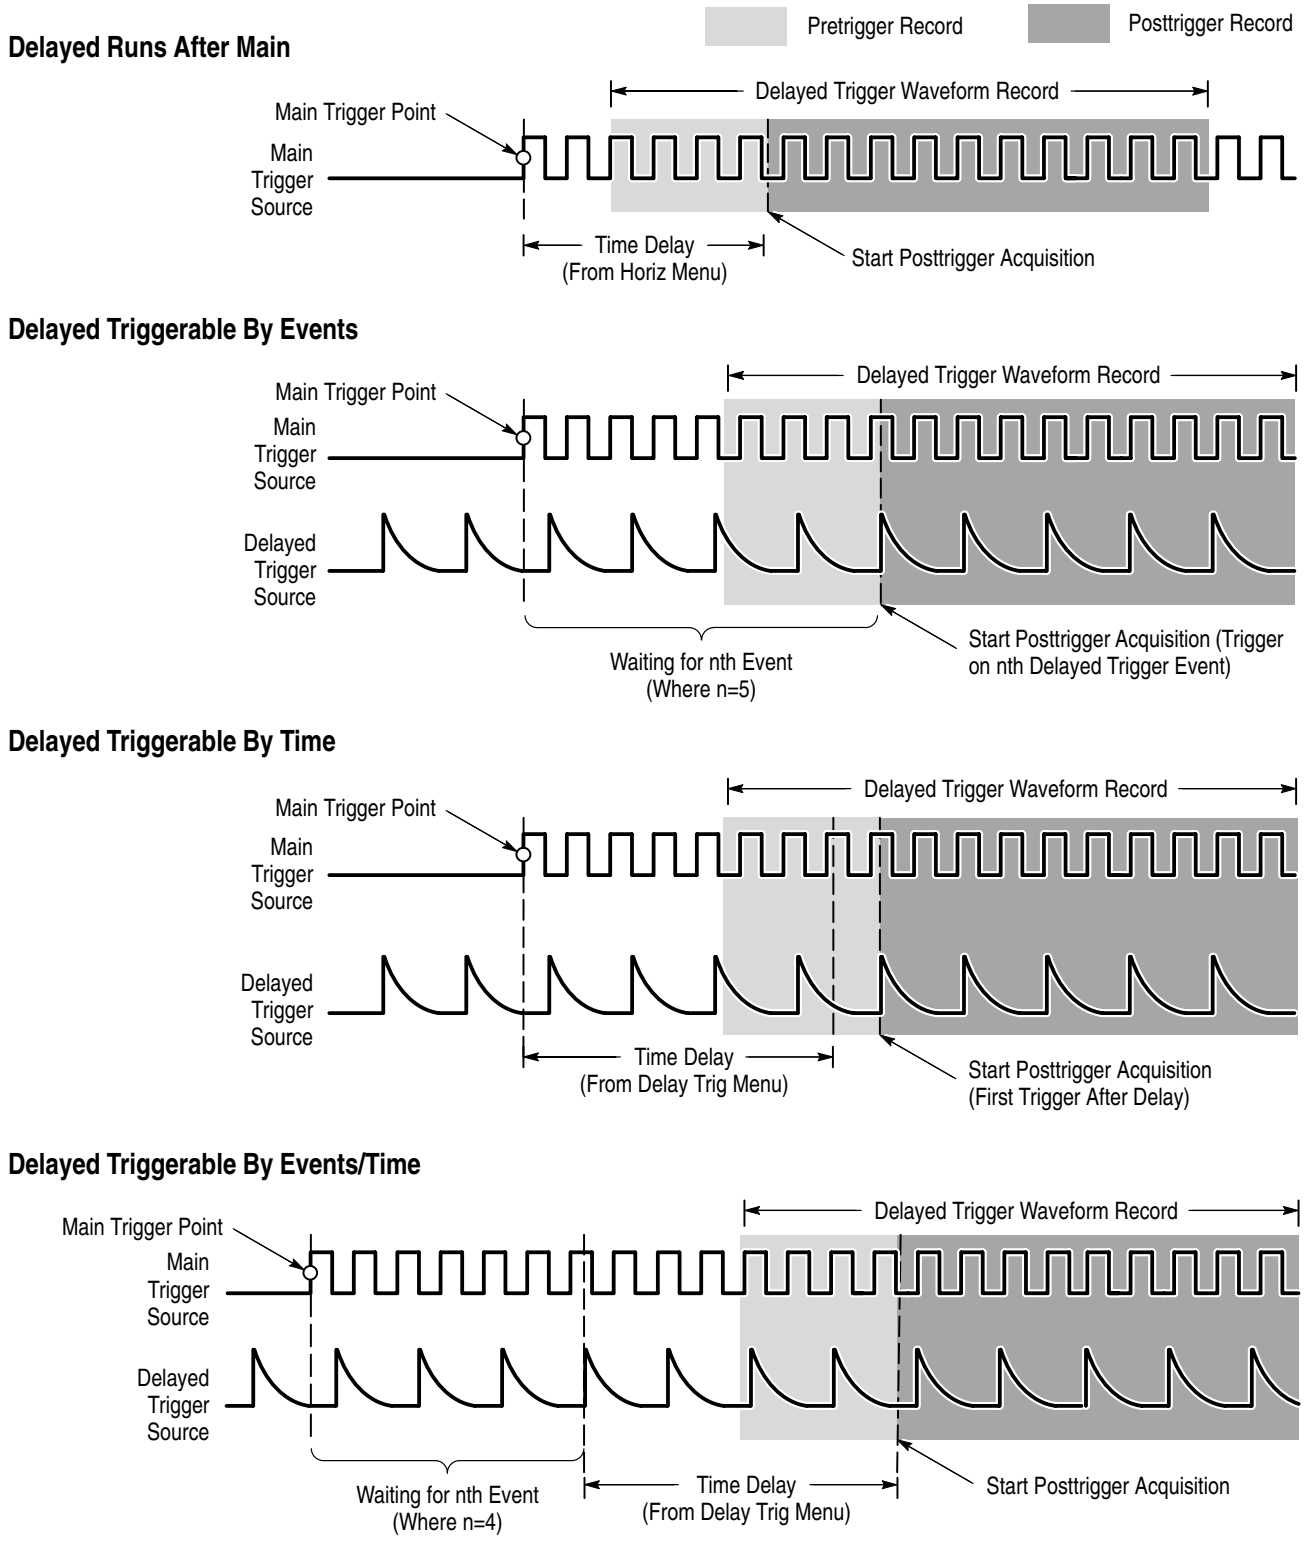 Pretrigger Record
Posttrigger Record
Delayed Runs After Main
Delayed Trigger Waveform Record
Main Trigger Point
Main
Trigger
Source
Time Delay
(From Horiz Menu)
Start Posttrigger Acquisition
Delayed Triggerable By Events
Delayed Trigger Waveform Record
Main Trigger Point
Main
Trigger
Source
Delayed
Trigger
Source
Waiting for nth Event
(Where n=5)
Start Posttrigger Acquisition (Trigger
on nth Delayed Trigger Event)
Delayed Triggerable By Time
Delayed Trigger Waveform Record
Main Trigger Point
Main
Trigger
Source
Delayed
Trigger
Source
Time Delay
(From Delay Trig Menu)
Start Posttrigger Acquisition
(First Trigger After Delay)
Delayed Triggerable By Events/Time
Delayed Trigger Waveform Record
Main Trigger Point
Main
Trigger
Source
Delayed
Trigger
Source
Waiting for nth Event
(Where n=4)
Time Delay
(From Delay Trig Menu)
Start Posttrigger Acquisition